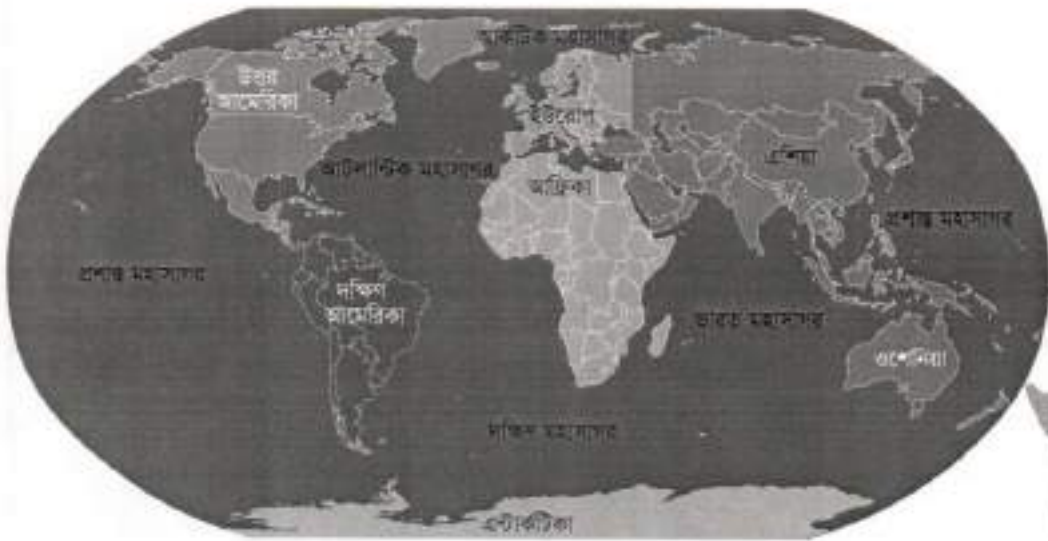 আর্কটিক মহাসাগর
উত্তর
আমেরিকা
ইউরোপ
এশিয়া
আটলান্টিক মহাসাগর
আফ্রিকা
প্রশান্ত মহাসাগর
প্রশান্ত মহাসাগর
দক্ষিণ
আমেরিকা
ভারত মহাসাগর
ওশেনিয়া
দক্ষিণ মহাসাগর
এন্টার্কটিকা